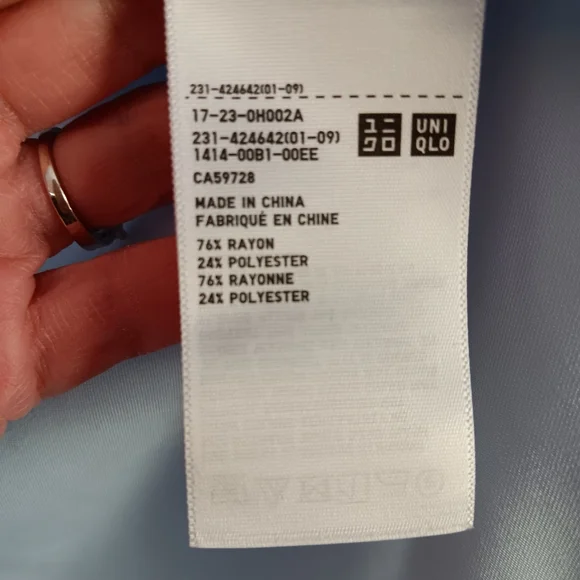 231-424642(01-09)
17-23-0H002A
231-424642(01-09)
1414-00B1-00EE
ユニ
クロ
UNI
QLO
CA59728
MADE IN CHINA
FABRIQUÉ EN CHINE
76% RAYON
24% POLYESTER
76% RAYONNE
24% POLYESTER